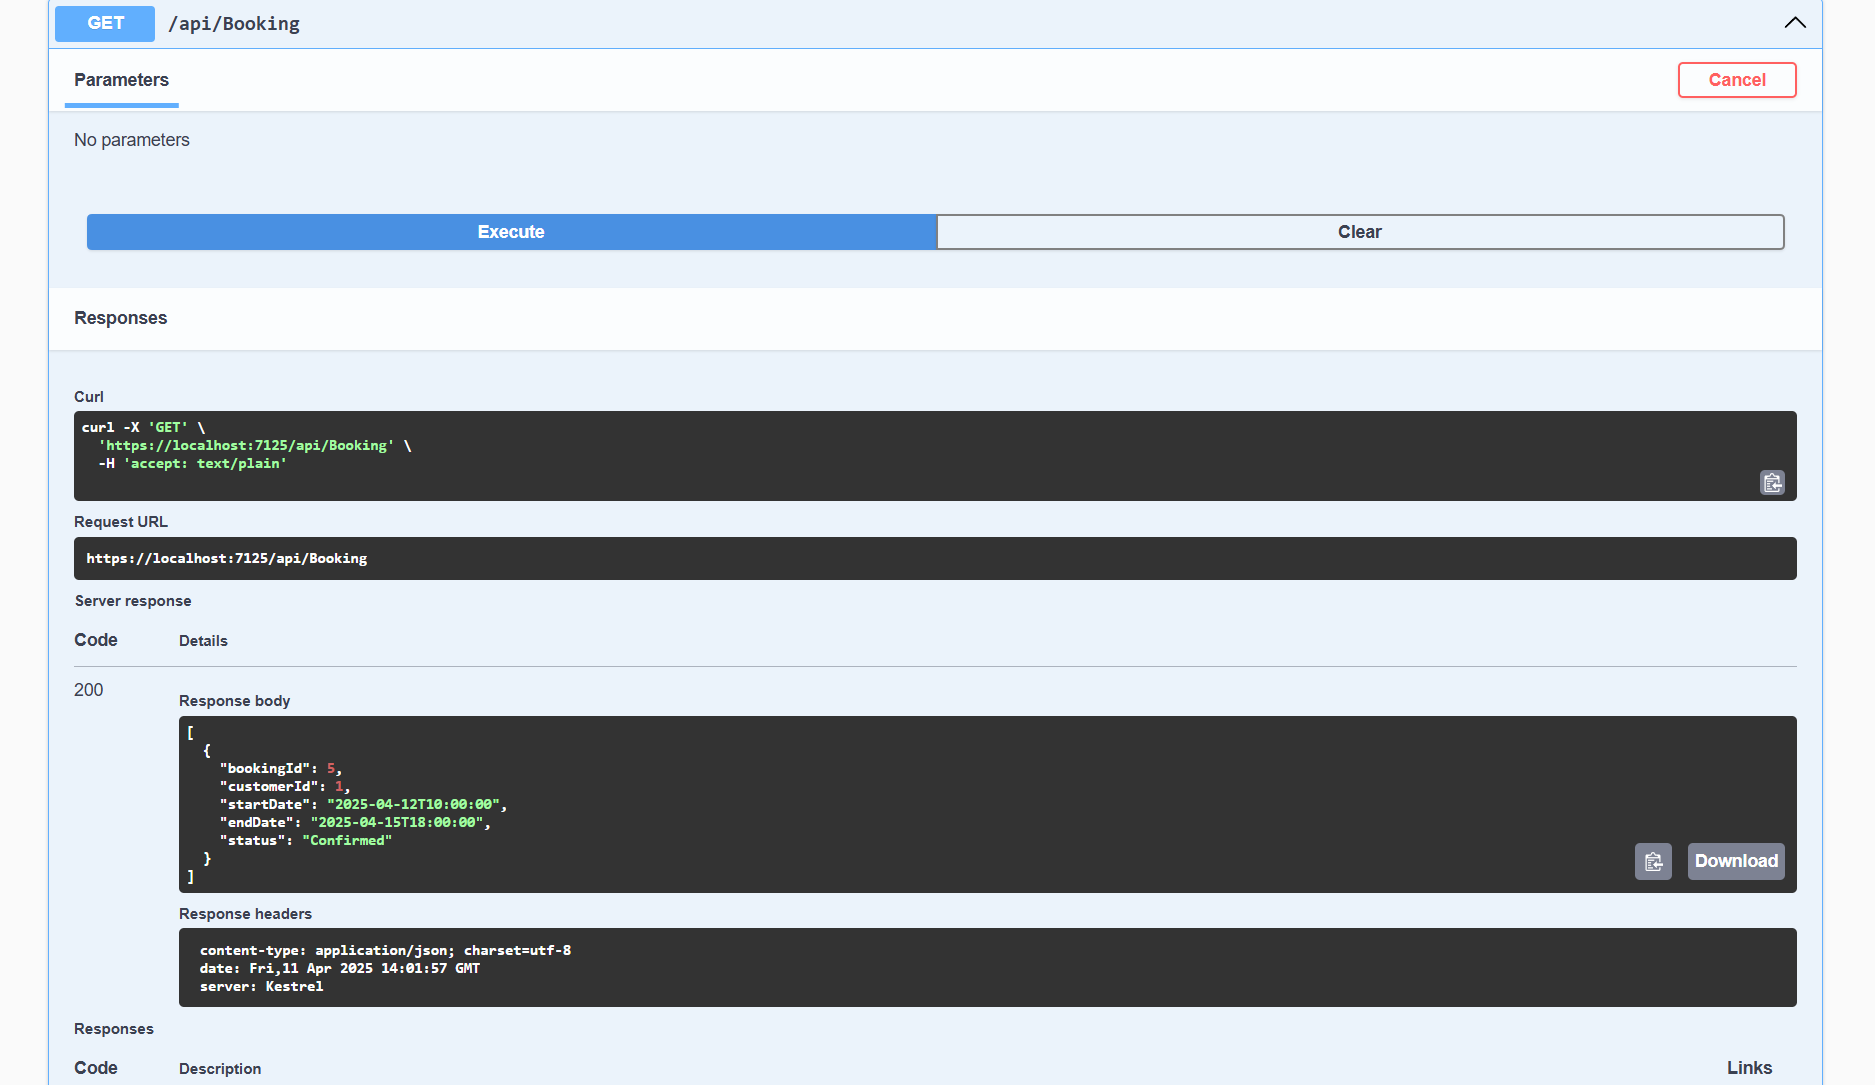 GET /api/Booking
Parameters
Cancel
No parameters
Execute
Clear
Responses
Curl
curl -X 'GET' \
  'https://localhost:7125/api/Booking' \
  -H 'accept: text/plain'
Request URL
https://localhost:7125/api/Booking
Server response
Code Details
200
Response body
[
  {
    "bookingId": 5,
    "customerId": 1,
    "startDate": "2025-04-12T10:00:00",
    "endDate": "2025-04-15T18:00:00",
    "status": "Confirmed"
  }
]
Download
Response headers
content-type: application/json; charset=utf-8
date: Fri,11 Apr 2025 14:01:57 GMT
server: Kestrel
Responses
Code Description Links